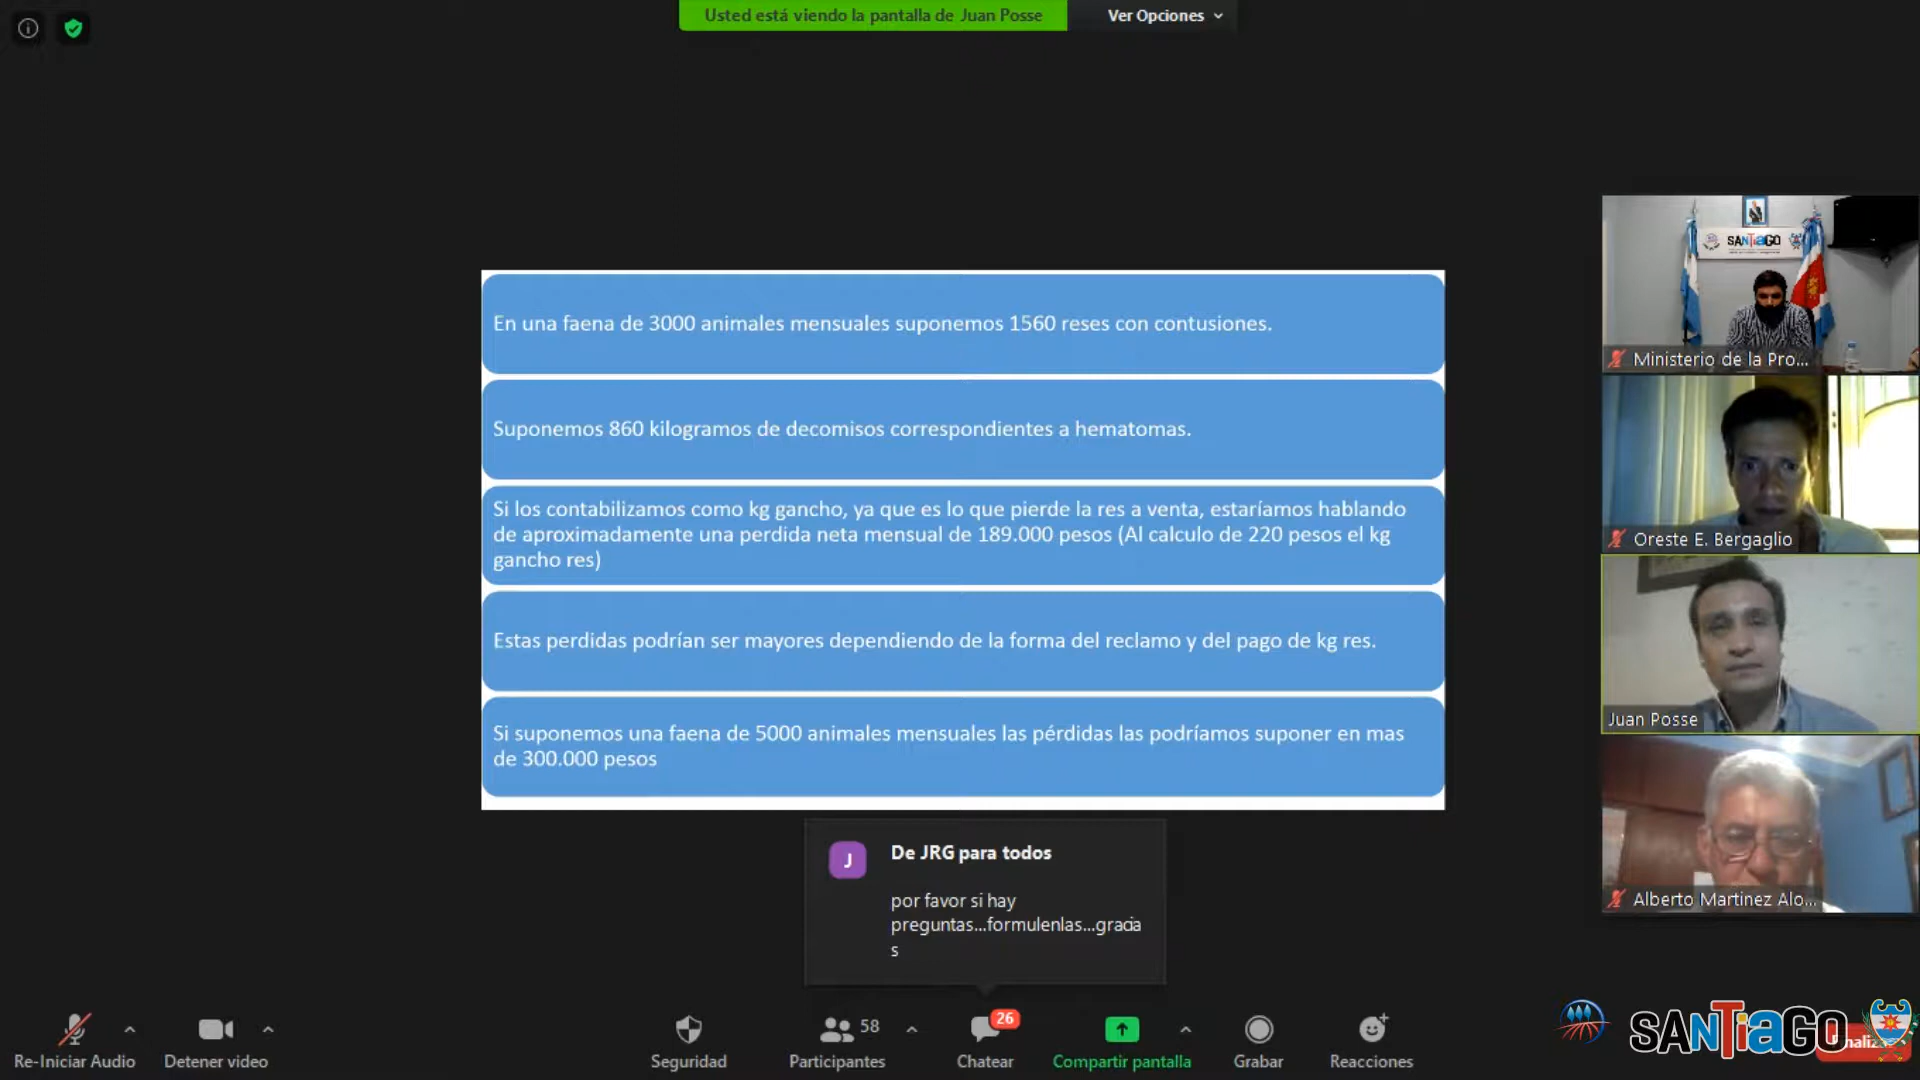 Usted está viendo la pantalla de Juan Posse
Ver Opciones
En una faena de 3000 animales mensuales suponemos 1560 reses con contusiones.
Suponemos 860 kilogramos de decomisos correspondientes a hematomas.
Si los contabilizamos como kg gancho, ya que es lo que pierde la res a venta, estaríamos hablando
de aproximadamente una perdida neta mensual de 189.000 pesos (Al calculo de 220 pesos el kg
gancho res)
Estas perdidas podrían ser mayores dependiendo de la forma del reclamo y del pago de kg res.
Si suponemos una faena de 5000 animales mensuales las pérdidas las podríamos suponer en mas
de 300.000 pesos
SANTiAGO
Ministerio de la Pro...
Oreste E. Bergaglio
Juan Posse
Alberto Martinez Alo...
J
De JRG para todos
por favor si hay
preguntas...formulenlas...gracia
s
Re-Iniciar Audio
Detener video
Seguridad
58
Participantes
26
Chatear
Compartir pantalla
Grabar
Reacciones
SANTiAGO